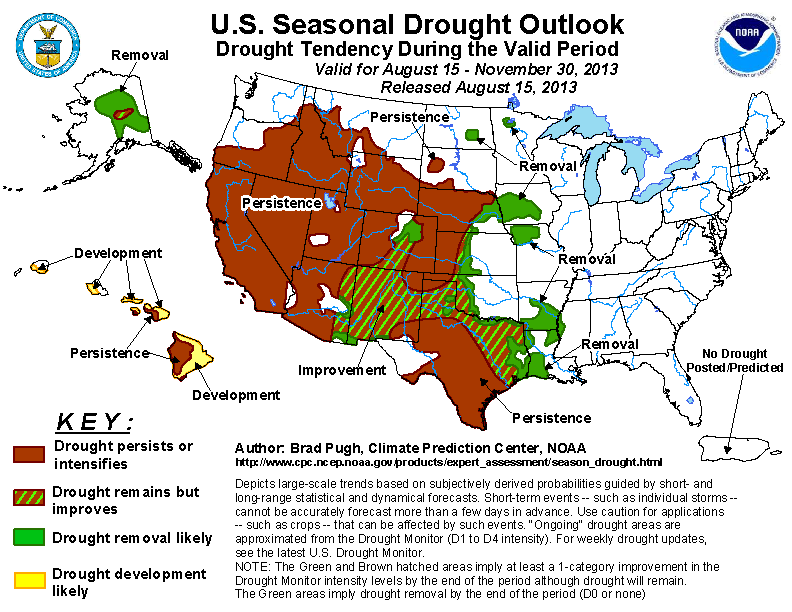 U.S. Seasonal Drought Outlook
Drought Tendency During the Valid Period
Valid for August 15 - November 30, 2013
Released August 15, 2013
DEPARTMENT OF COMMERCE
UNITED STATES OF AMERICA
NOAA
Removal
Persistence
Removal
Persistence
Development
Removal
Persistence
Improvement
Removal
No Drought
Posted/Predicted
Development
Persistence
KEY:
Drought persists or
intensifies
Drought remains but
improves
Drought removal likely
Drought development
likely
Author: Brad Pugh, Climate Prediction Center, NOAA
http://www.cpc.ncep.noaa.gov/products/expert_assessment/season_drought.html
Depicts large-scale trends based on subjectively derived probabilities guided by short- and
long-range statistical and dynamical forecasts. Short-term events -- such as individual storms --
cannot be accurately forecast more than a few days in advance. Use caution for applications
-- such as crops -- that can be affected by such events. "Ongoing" drought areas are
approximated from the Drought Monitor (D1 to D4 intensity). For weekly drought updates,
see the latest U.S. Drought Monitor.
NOTE: The Green and Brown hatched areas imply at least a 1-category improvement in the
Drought Monitor intensity levels by the end of the period although drought will remain.
The Green areas imply drought removal by the end of the period (D0 or none)